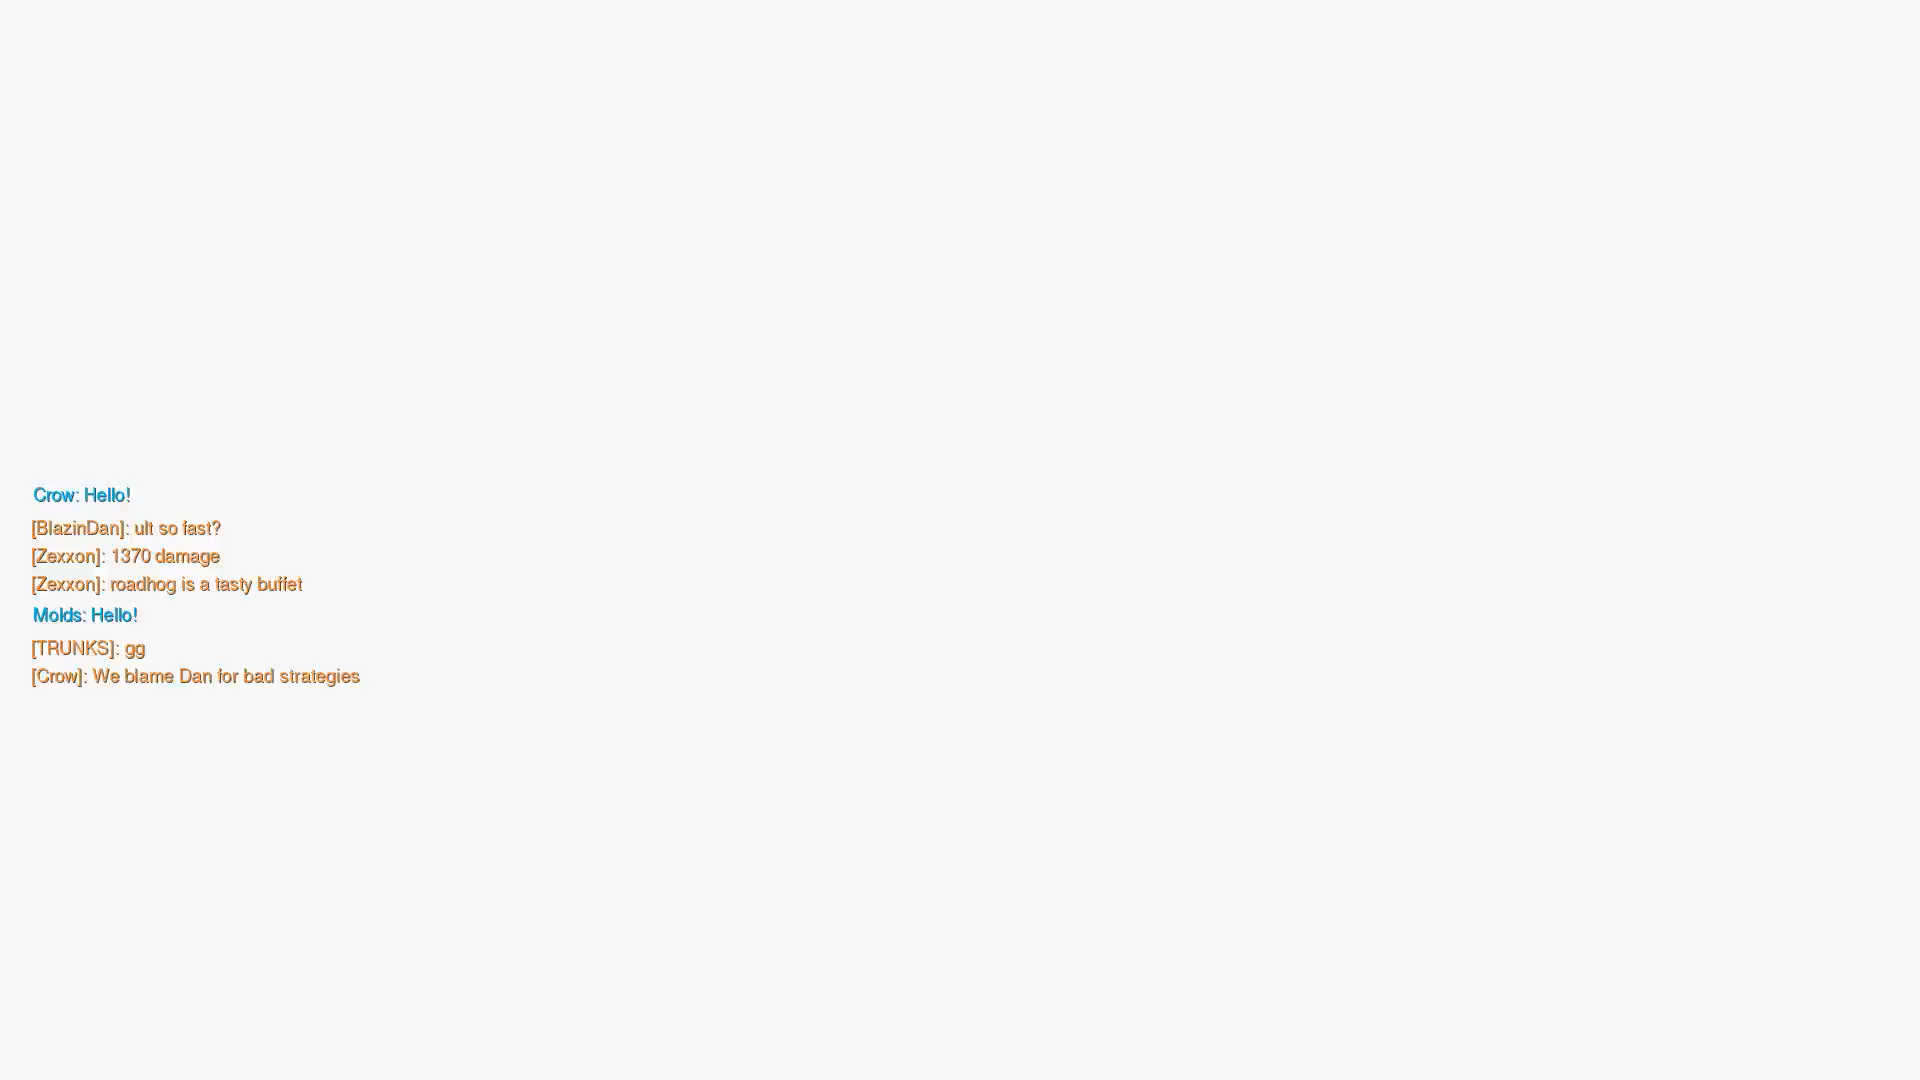 Crow: Hello!
[BlazinDan]: ult so fast?
[Zexxon]: 1370 damage
[Zexxon]: roadhog is a tasty buffet
Molds: Hello!
[TRUNKS]: gg
[Crow]: We blame Dan for bad strategies